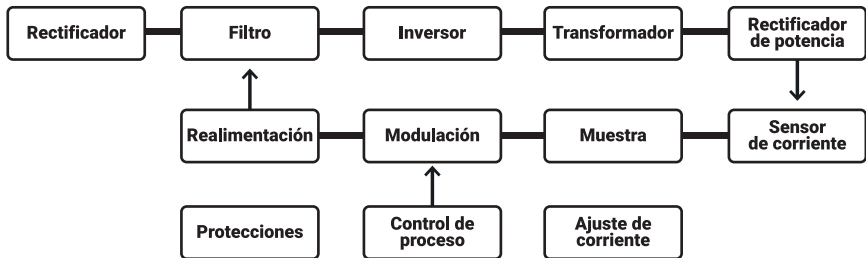 Rectificador
Filtro
Inversor
Transformador
Rectificador
de potencia
Realimentación
Modulación
Muestra
Sensor
de corriente
Protecciones
Control de
proceso
Ajuste de
corriente